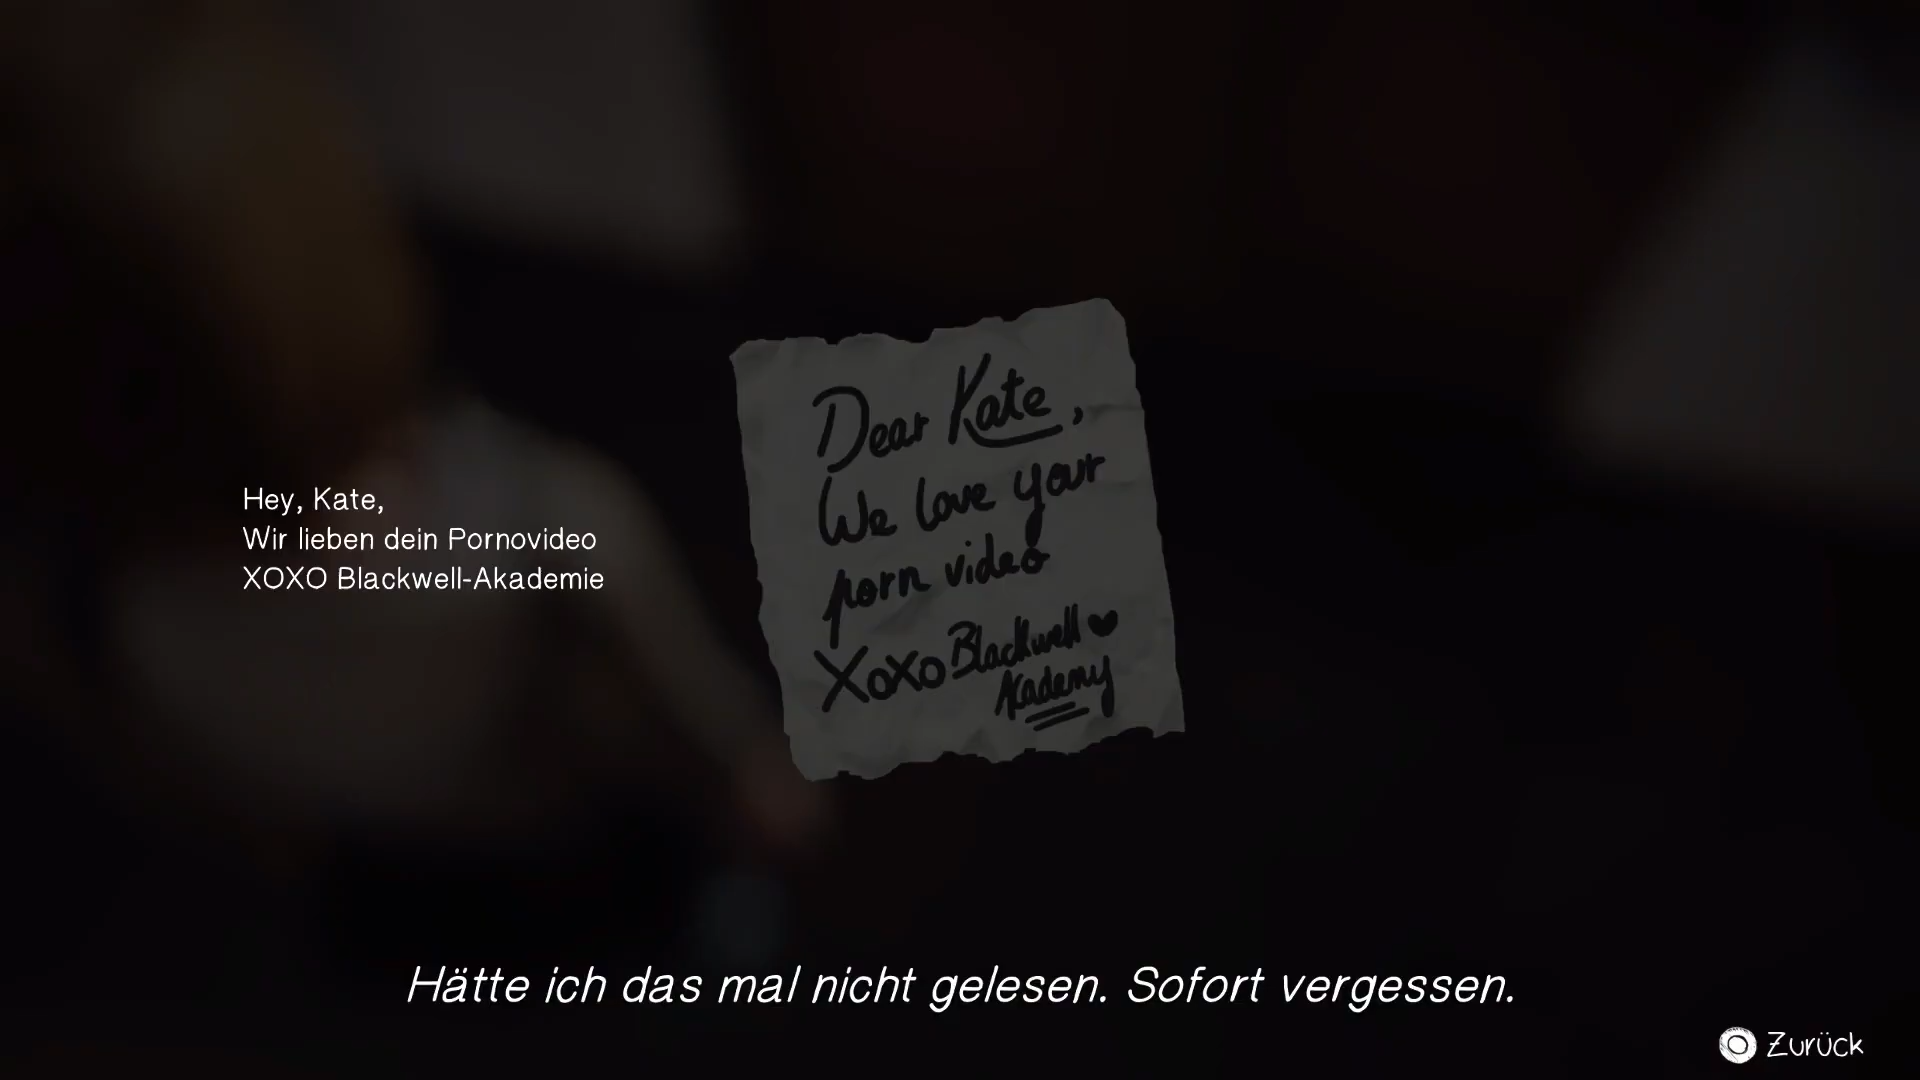 Hey, Kate,
Wir lieben dein Pornovideo
XOXO Blackwell-Akademie
Dear Kate,
We love your
porn video
XOXO Blackwell ♥
Academy
Hätte ich das mal nicht gelesen. Sofort vergessen.
Zurück